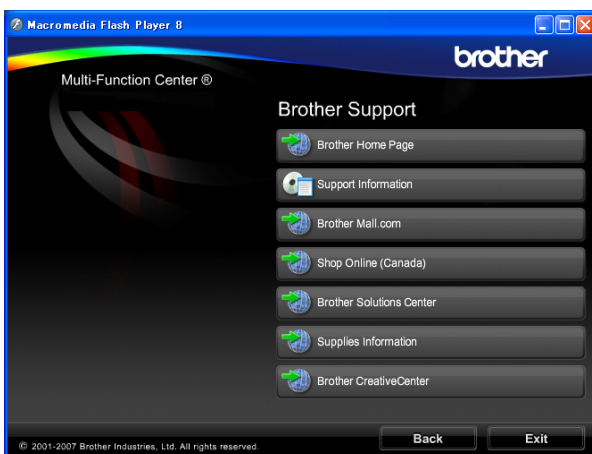 Macromedia Flash Player 8
brother
Multi-Function Center ®
Brother Support
Brother Home Page
Support Information
Brother Mall.com
Shop Online (Canada)
Brother Solutions Center
Supplies Information
Brother CreativeCenter
Back Exit
© 2001-2007 Brother Industries, Ltd. All rights reserved.